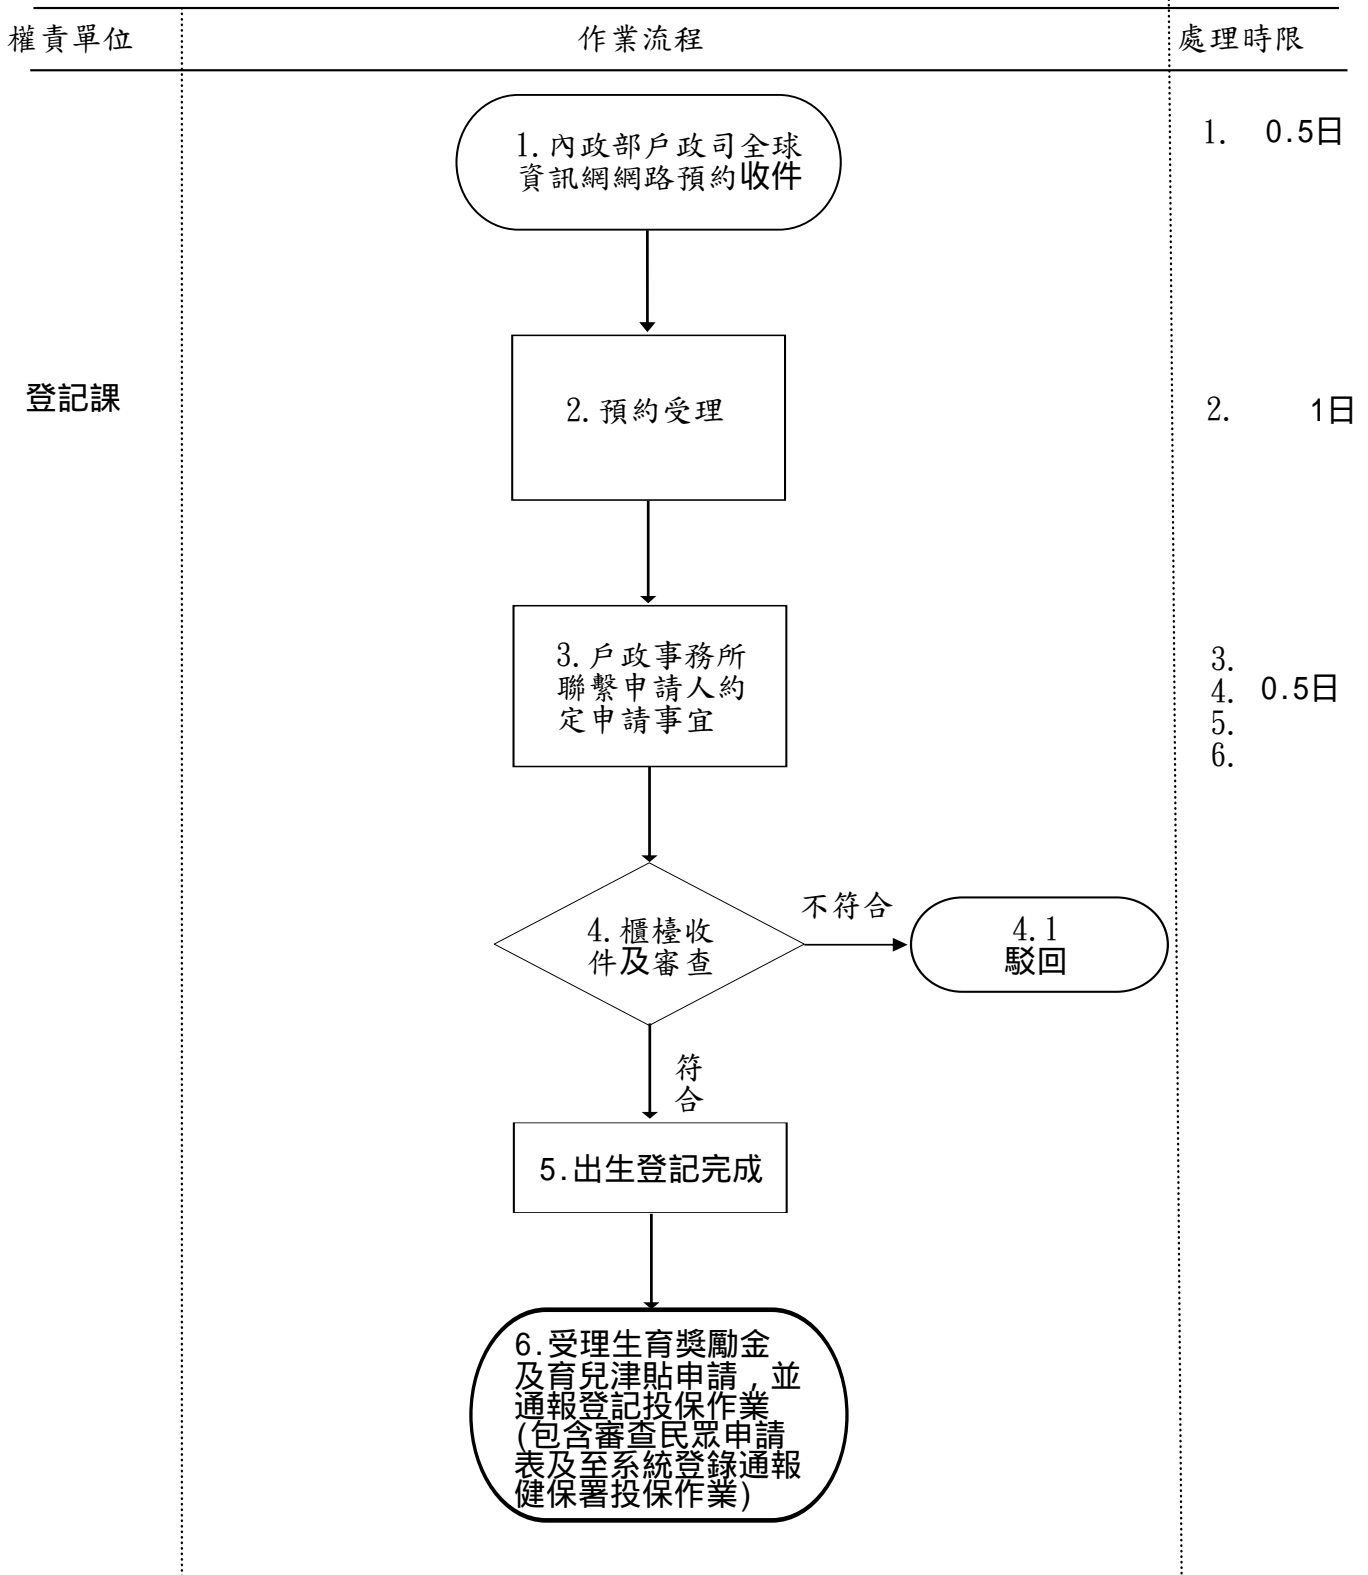 權責單位
作業流程
處理時限
1.內政部戶政司全球
資訊網網路預約收件
1. 0.5日
登記課
2.預約受理
2. 1日
3.戶政事務所
聯繫申請人約
定申請事宜
3.
4. 0.5日
5.
6.
4.櫃檯收
件及審查
不符合
4.1
駁回
符
合
5.出生登記完成
6.受理生育獎勵金
及育兒津貼申請,並
通報登記投保作業
(包含審查民眾申請
表及至系統登錄通報
健保署投保作業)